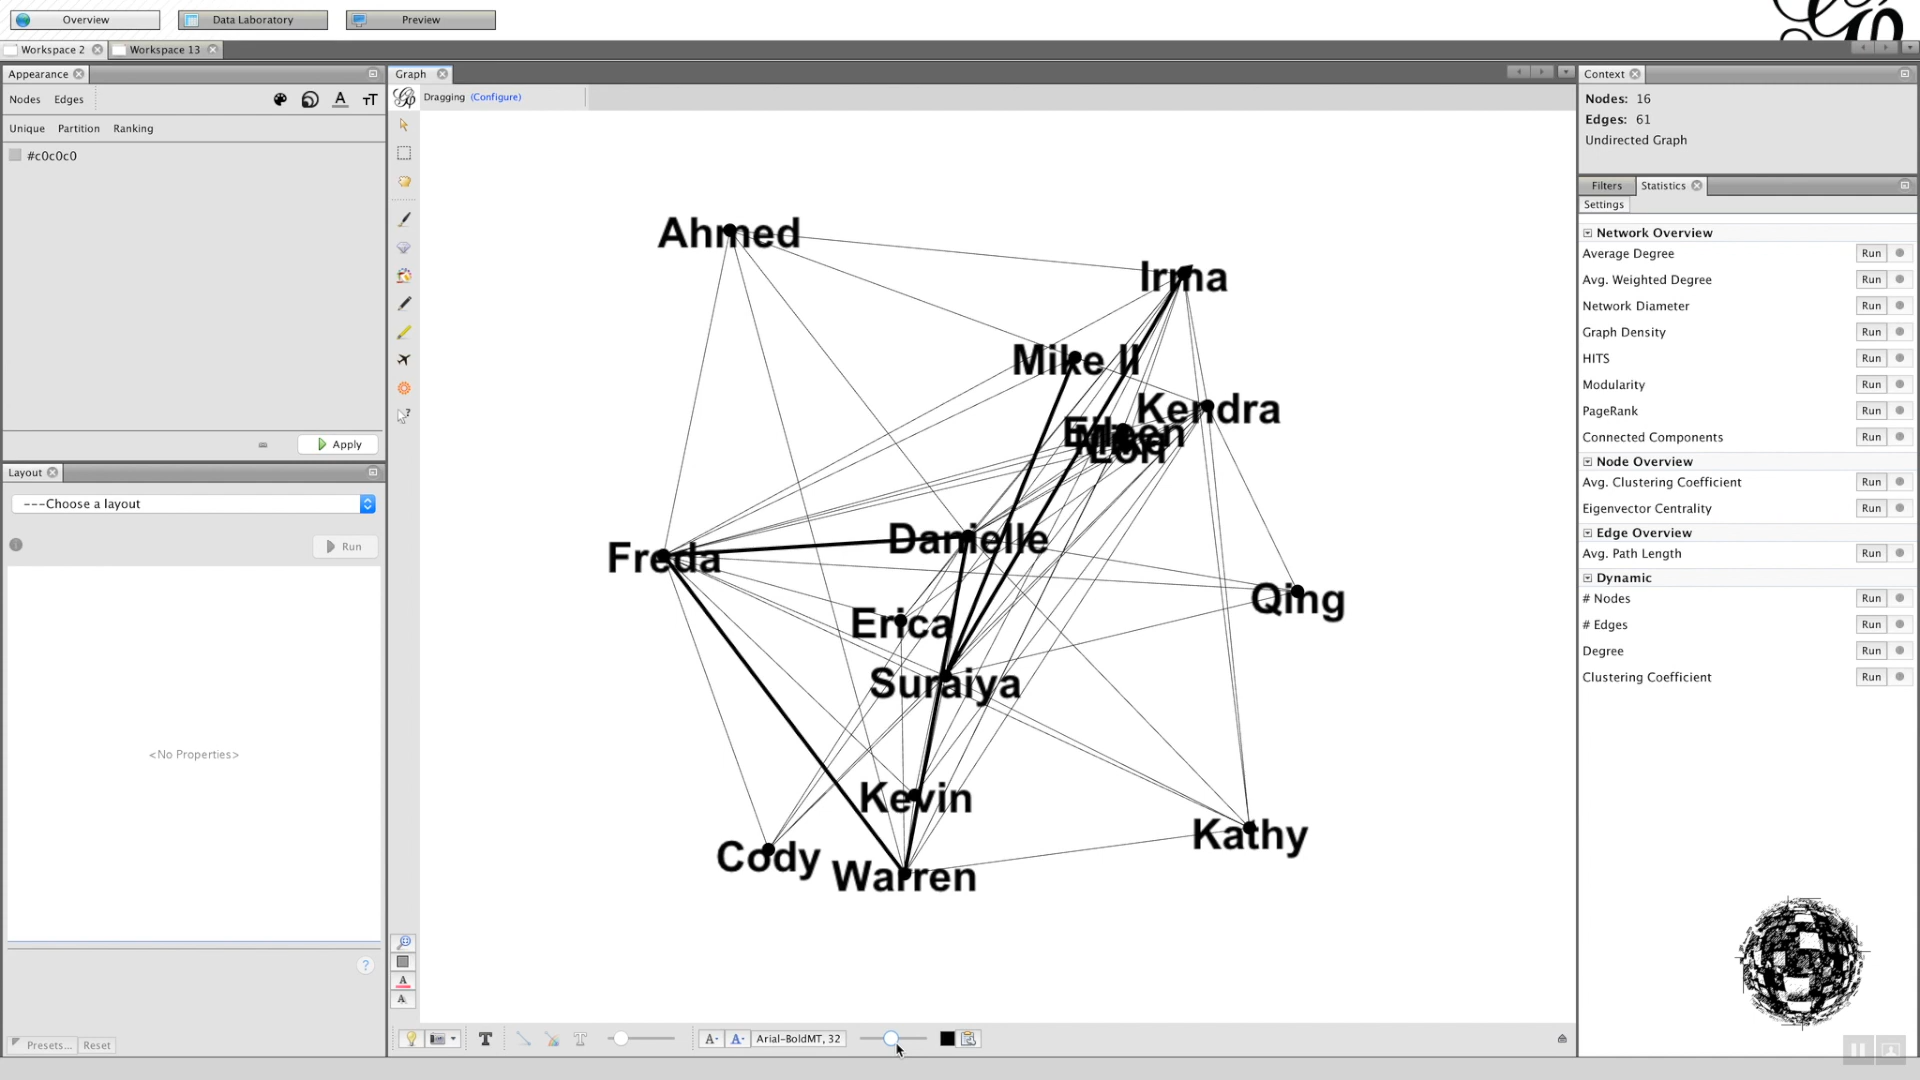 Overview Data Laboratory Preview
Workspace 2 Workspace 13
Appearance
Nodes Edges A T
Unique Partition Ranking
#c0c0c0
Apply
Layout
---Choose a layout
Run
<No Properties>
?
Presets... Reset
Graph
Dragging (Configure)
Ahmed
Irma
Mike II
Kendra
Eileen
Lori
Danielle
Freda
Qing
Erica
Suraiya
Kevin
Kathy
Cody
Warren
T T A- A- Arial-BoldMT, 32
Context
Nodes: 16
Edges: 61
Undirected Graph
Filters Statistics
Settings
Network Overview
Average Degree Run
Avg. Weighted Degree Run
Network Diameter Run
Graph Density Run
HITS Run
Modularity Run
PageRank Run
Connected Components Run
Node Overview
Avg. Clustering Coefficient Run
Eigenvector Centrality Run
Edge Overview
Avg. Path Length Run
Dynamic
# Nodes Run
# Edges Run
Degree Run
Clustering Coefficient Run